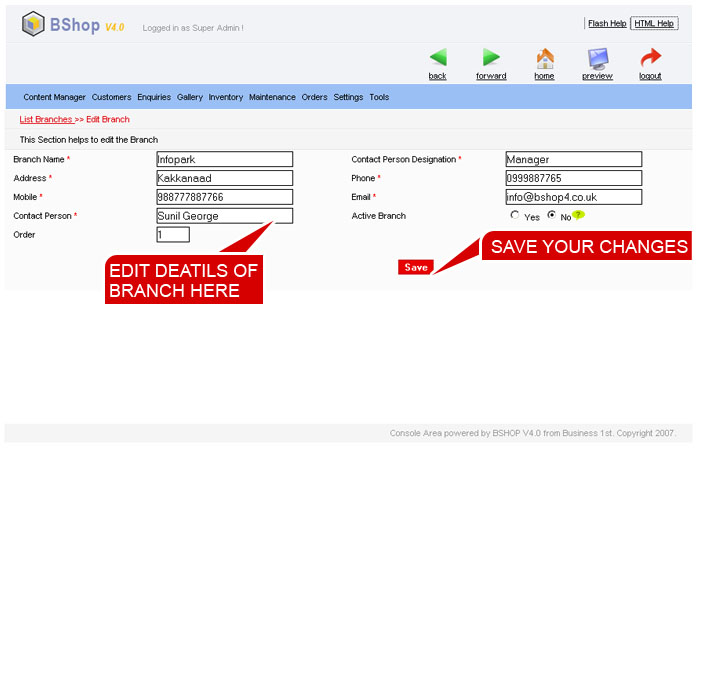 BShop V4.0 Logged in as Super Admin ! Flash Help HTML Help
back forward home preview logout
Content Manager Customers Enquiries Gallery Inventory Maintenance Orders Settings Tools
List Branches >> Edit Branch
This Section helps to edit the Branch
Branch Name * Infopark Contact Person Designation * Manager
Address * Kakkanaad Phone * 0999887765
Mobile * 988777887766 Email * info@bshop4.co.uk
Contact Person * Sunil George Active Branch Yes No ?
Order 1
SAVE YOUR CHANGES
Save
EDIT DEATILS OF
BRANCH HERE
Console Area powered by BSHOP V4.0 from Business 1st. Copyright 2007.